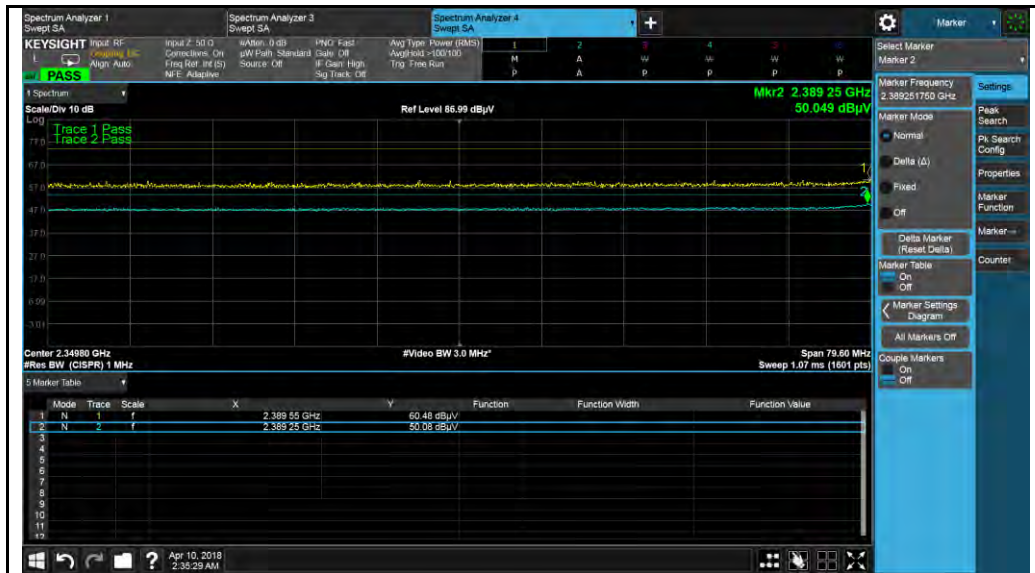 Spectrum Analyzer 1
Swept SA
Spectrum Analyzer 3
Swept SA
Spectrum Analyzer 4
Swept SA
+
Marker
KEYSIGHT
Input: RF
Align: Auto
PASS
Input Z: 50 Ω
Corrections: On
Freq Ref: Int (S)
NFE: Adaptive
#Atten: 0 dB
µW Path: Standard
Source: Off
PNO: Fast
Gate: Off
IF Gain: High
Sig Track: Off
Avg Type: Power (RMS)
Avg|Hold: >100/100
Trig: Free Run
1 2 3 4
M A W W W W
P A P P P P
Select Marker
Marker 2
1 Spectrum
Mkr2 2.389 25 GHz
50.049 dBµV
Scale/Div 10 dB
Ref Level 86.99 dBµV
Log
Trace 1 Pass
Trace 2 Pass
77.0
67.0
57.0
47.0
37.0
27.0
17.0
6.99
-3.01
1
2
Center 2.34980 GHz
#Res BW (CISPR) 1 MHz
#Video BW 3.0 MHz*
Span 79.60 MHz
Sweep 1.07 ms (1601 pts)
Marker Frequency
2.389251750 GHz
Marker Mode
Normal
Delta (Δ)
Fixed
Off
Delta Marker
(Reset Delta)
Marker Table
On
Off
Marker Settings
Diagram
All Markers Off
Couple Markers
On
Off
Settings
Peak
Search
Pk Search
Config
Properties
Marker
Function
Marker→
Counter
5 Marker Table
Mode Trace Scale X Y Function Function Width Function Value
1 N 1 f 2.389 55 GHz 60.48 dBµV
2 N 2 f 2.389 25 GHz 50.08 dBµV
3
4
5
6
7
8
9
10
11
12
? Apr 10, 2018
2:35:29 AM